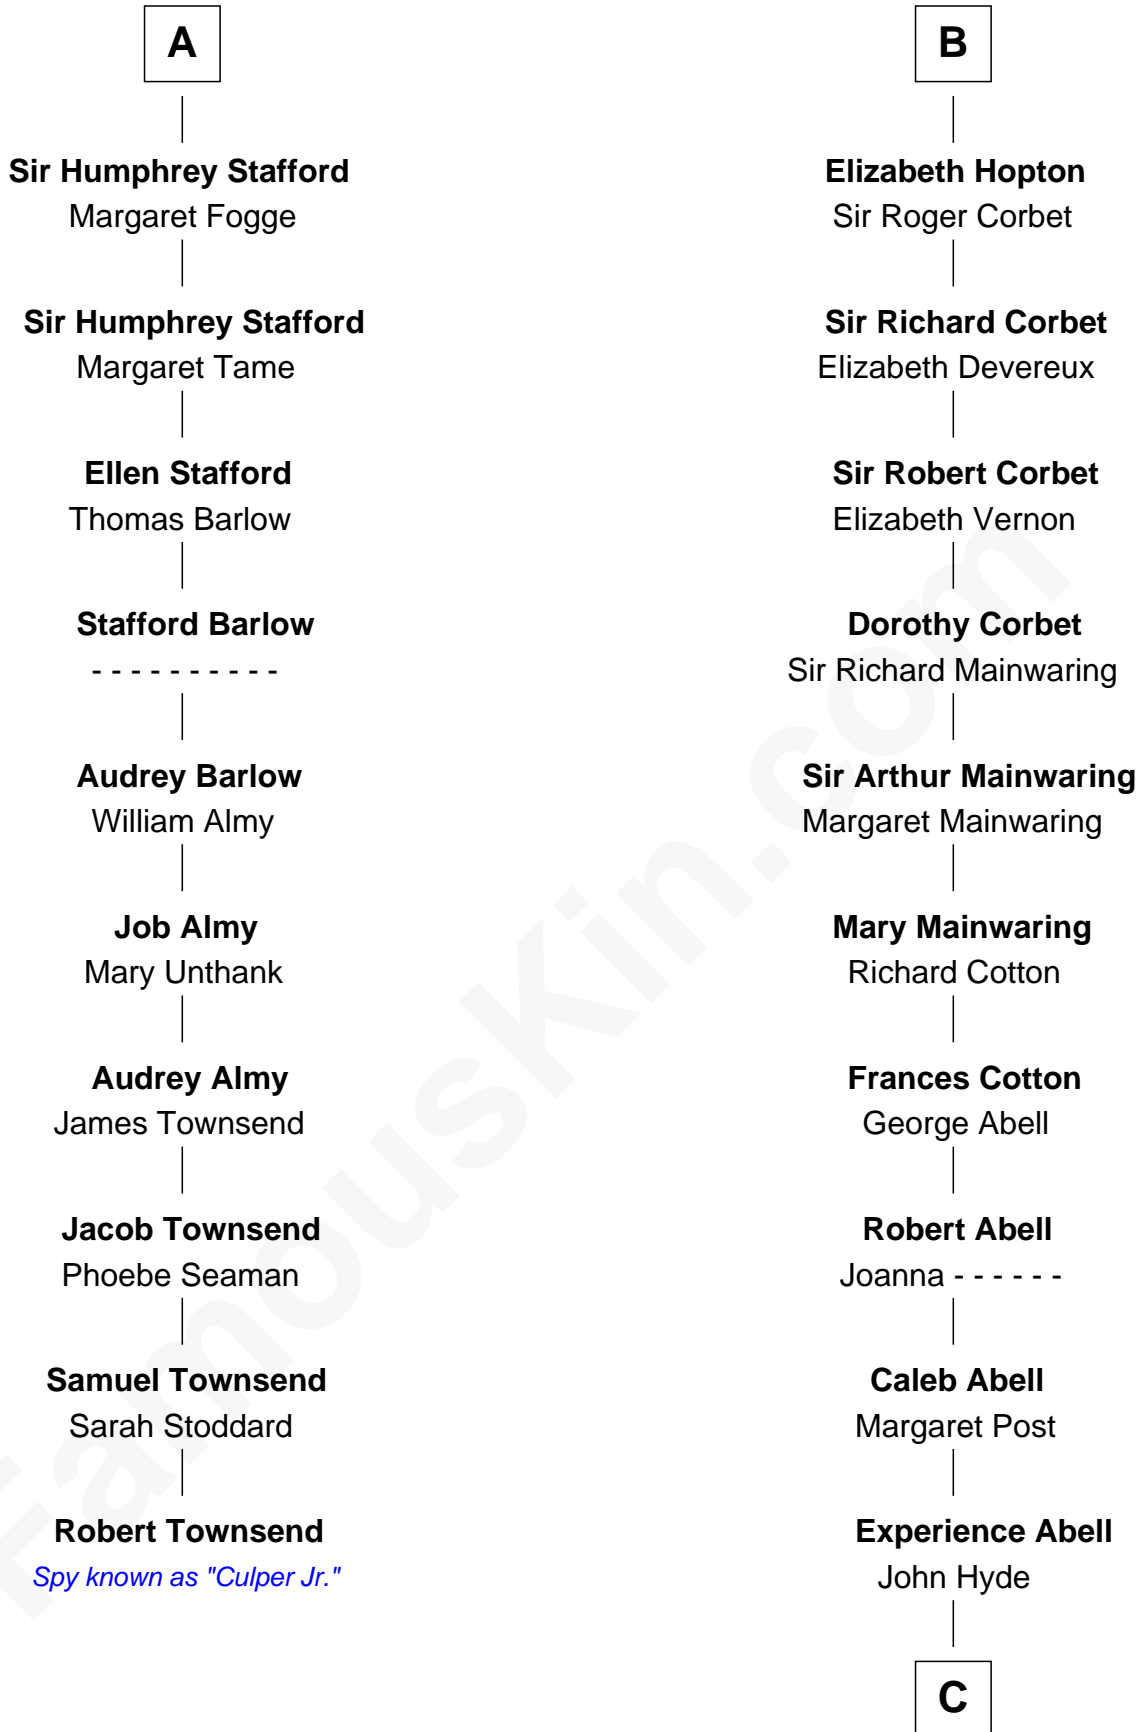 A
Sir Humphrey Stafford
Margaret Fogge
Sir Humphrey Stafford
Margaret Tame
Ellen Stafford
Thomas Barlow
Stafford Barlow
- - - - - - - - - -
Audrey Barlow
William Almy
Job Almy
Mary Unthank
Audrey Almy
James Townsend
Jacob Townsend
Phoebe Seaman
Samuel Townsend
Sarah Stoddard
Robert Townsend
Spy known as "Culper Jr."
B
Elizabeth Hopton
Sir Roger Corbet
Sir Richard Corbet
Elizabeth Devereux
Sir Robert Corbet
Elizabeth Vernon
Dorothy Corbet
Sir Richard Mainwaring
Sir Arthur Mainwaring
Margaret Mainwaring
Mary Mainwaring
Richard Cotton
Frances Cotton
George Abell
Robert Abell
Joanna - - - - - -
Caleb Abell
Margaret Post
Experience Abell
John Hyde
C
FamousKin.com